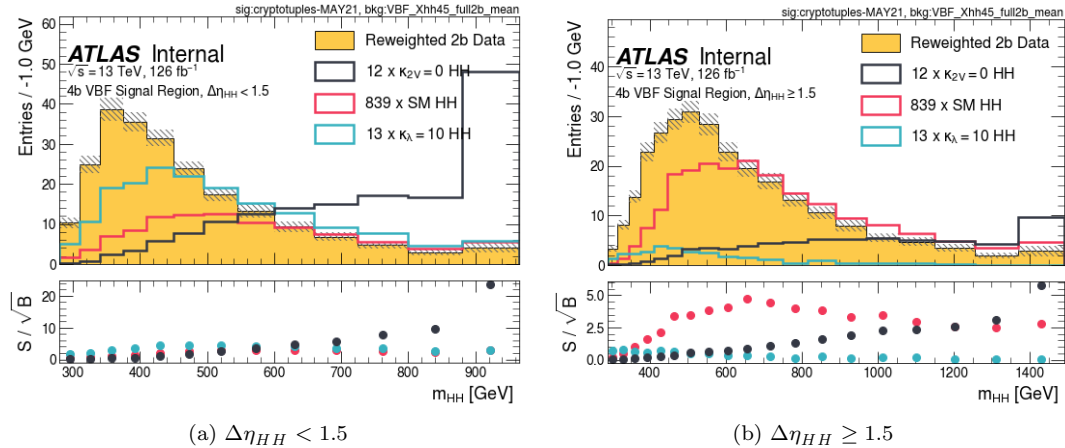 sig:cryptotuples-MAY21, bkg:VBF_Xhh45_full2b_mean
Entries / -1.0 GeV
60
50
40
30
20
10
0
ATLAS Internal
√s = 13 TeV, 126 fb⁻¹
4b VBF Signal Region, Δη_HH < 1.5
Reweighted 2b Data
12 x κ_2V = 0 HH
839 x SM HH
13 x κ_λ = 10 HH
S / √B
20
10
0
300 400 500 600 700 800 900
m_HH [GeV]
(a) Δη_HH < 1.5
sig:cryptotuples-MAY21, bkg:VBF_Xhh45_full2b_mean
Entries / -1.0 GeV
40
30
20
10
0
ATLAS Internal
√s = 13 TeV, 126 fb⁻¹
4b VBF Signal Region, Δη_HH ≥ 1.5
Reweighted 2b Data
12 x κ_2V = 0 HH
839 x SM HH
13 x κ_λ = 10 HH
S / √B
5.0
2.5
0.0
400 600 800 1000 1200 1400
m_HH [GeV]
(b) Δη_HH ≥ 1.5